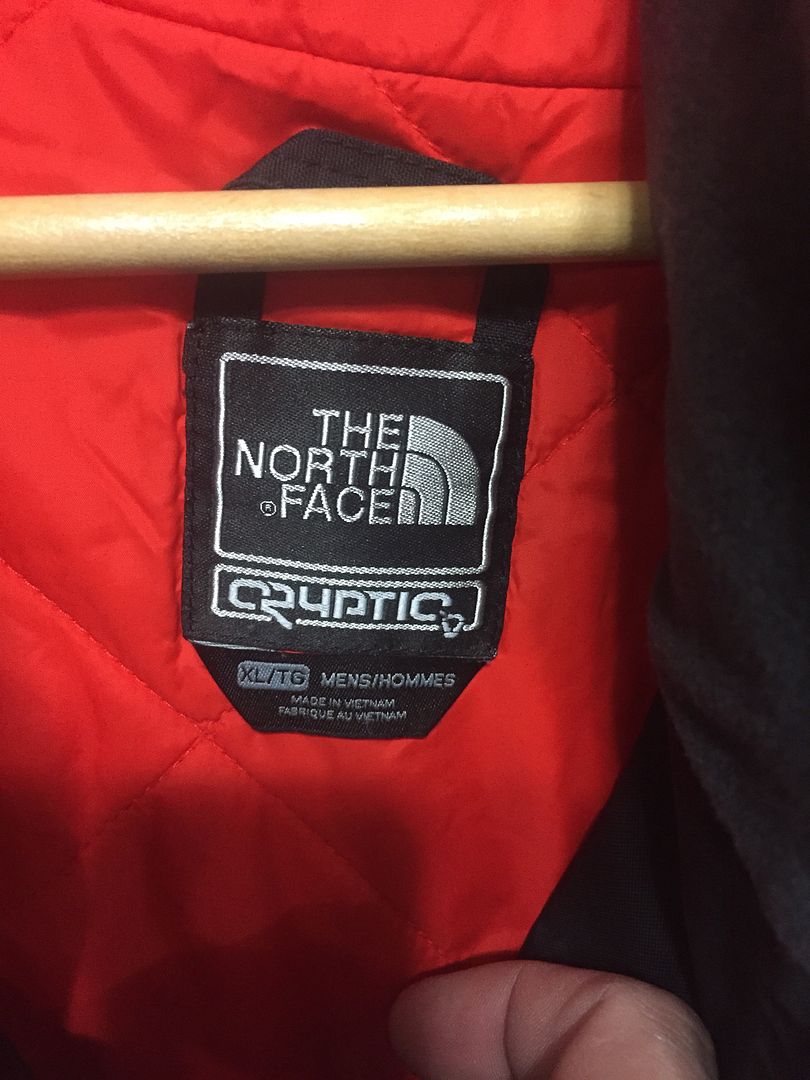 THE
NORTH
® FACE
CRYPTIC
XL/TG MENS/HOMMES
MADE IN VIETNAM
FABRIQUE AU VIETNAM